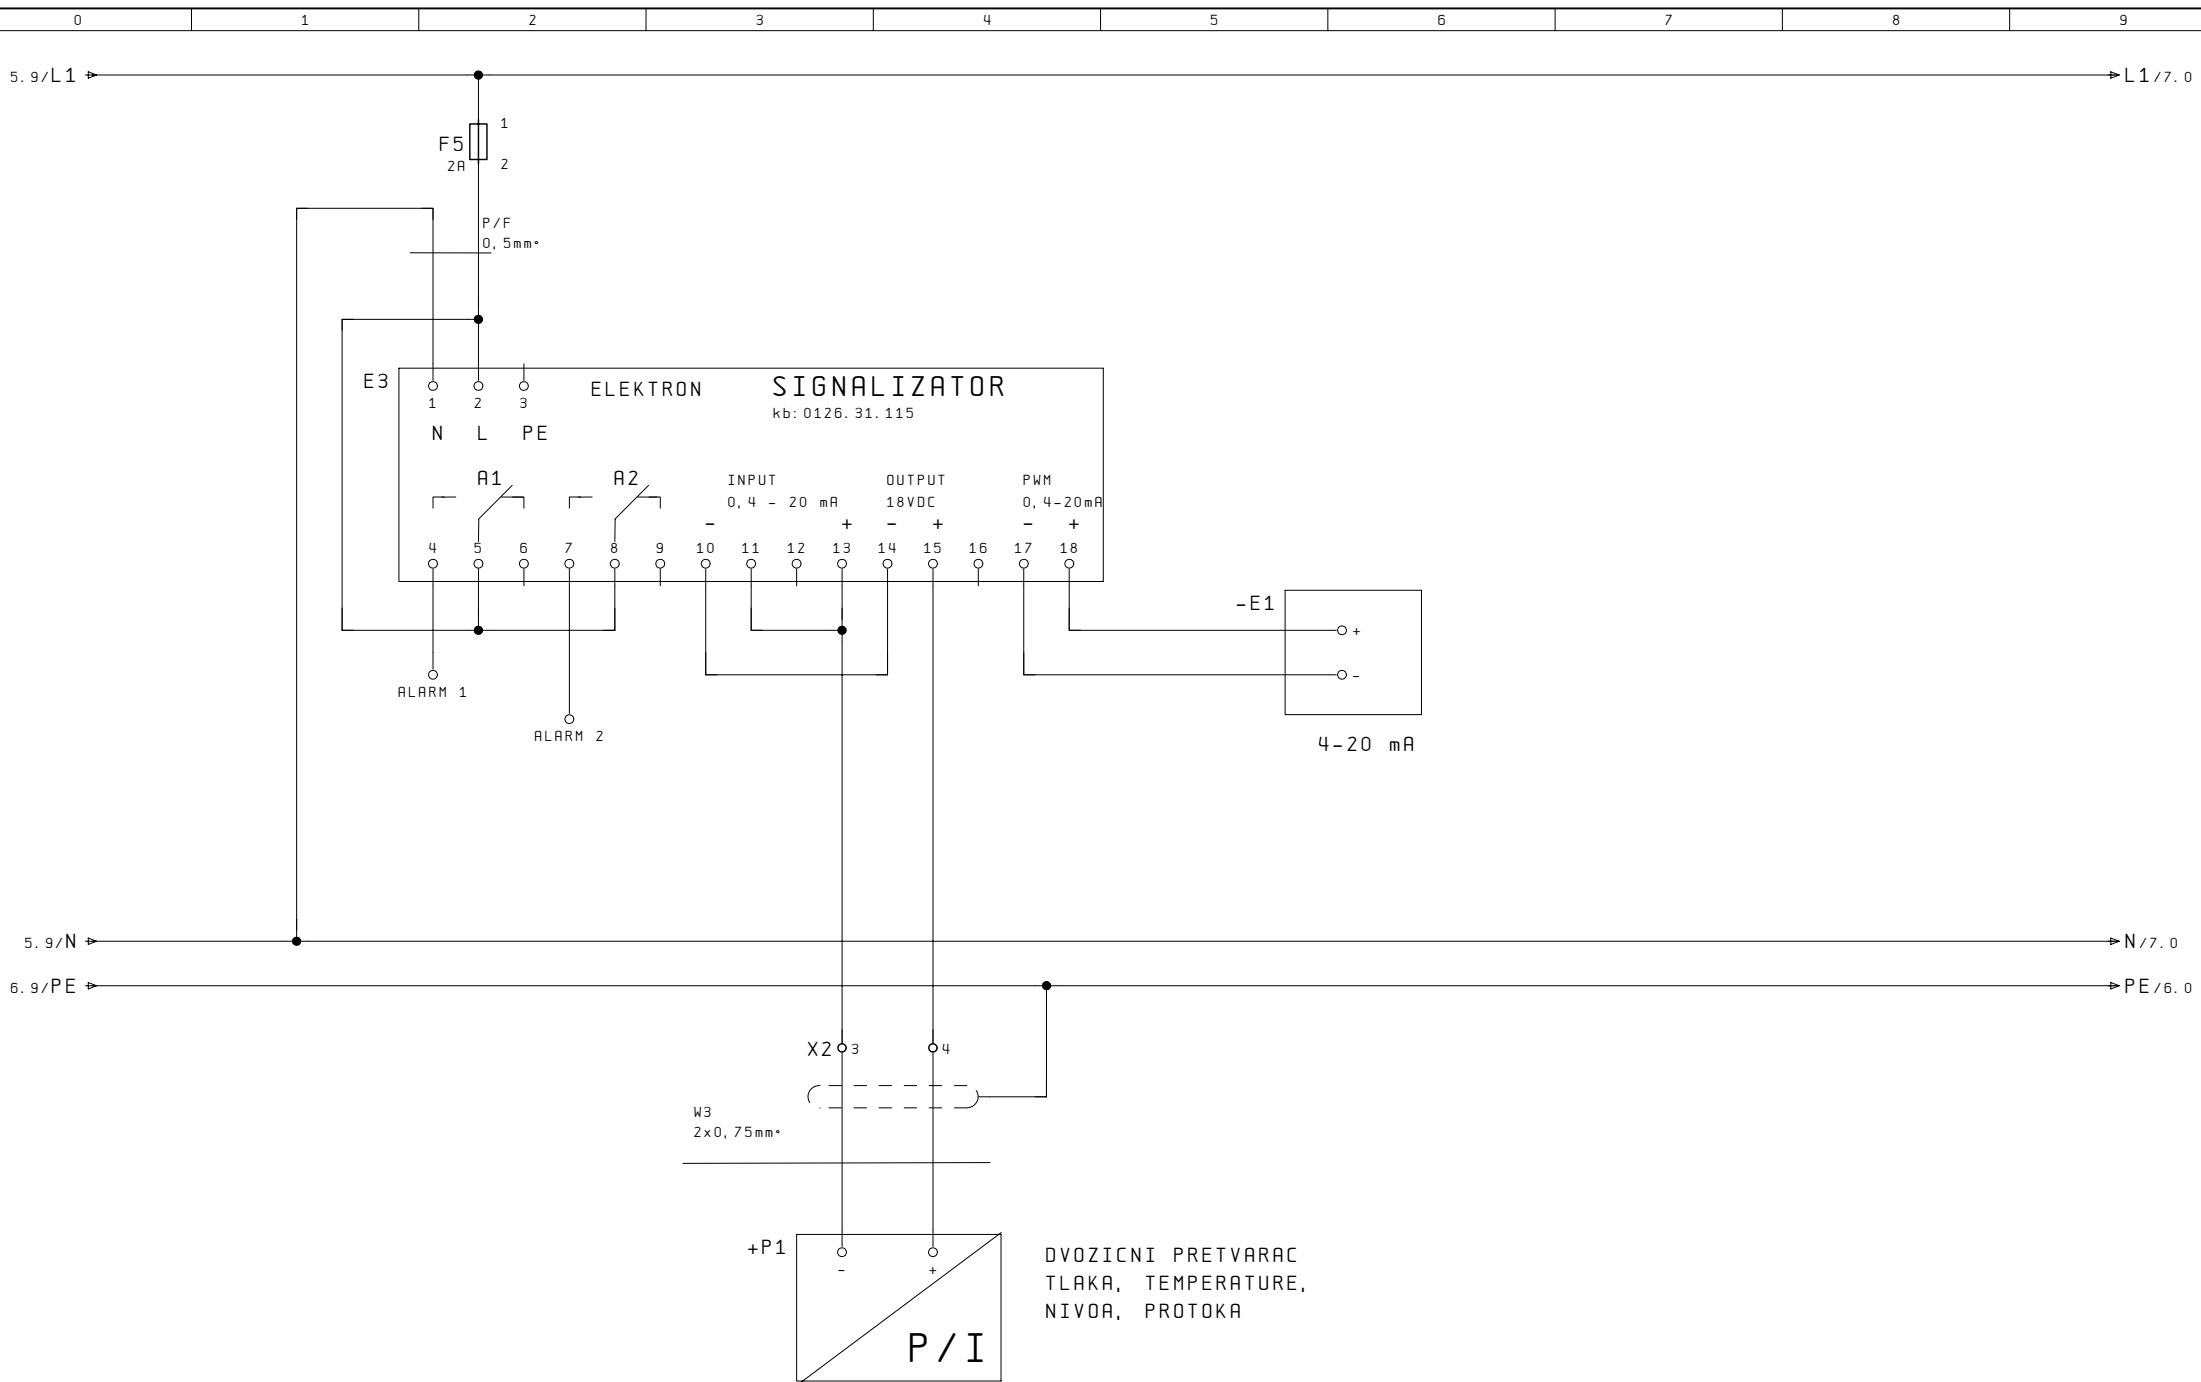 0 1 2 3 4 5 6 7 8 9
5.9/L1 L1/7.0
F5 1
2A 2
P/F
0,5mm°
E3
1 2 3
N L PE
ELEKTRON
SIGNALIZATOR
kb:0126.31.115
A1 A2
INPUT
0,4 - 20 mA
- +
OUTPUT
18VDC
- +
PWM
0,4-20mA
- +
4 5 6 7 8 9 10 11 12 13 14 15 16 17 18
-E1
+
-
4-20 mA
ALARM 1
ALARM 2
5.9/N N/7.0
6.9/PE PE/6.0
X2 3 4
W3
2x0,75mm°
+P1
- +
P/I
DVOZICNI PRETVARAC
TLAKA, TEMPERATURE,
NIVOA, PROTOKA